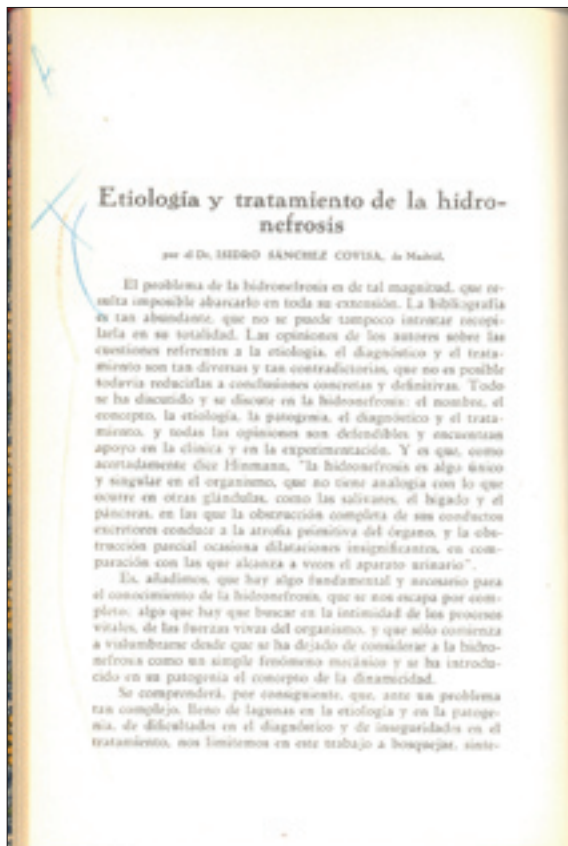 Etiología y tratamiento de la hidro-
nefrosis
por el Dr. ISIDRO SÁNCHEZ COVISA, de Madrid.
El problema de la hidronefrosis es de tal magnitud, que re-
sulta imposible abarcarlo en toda su extensión. La bibliografía
es tan abundante, que no se puede tampoco intentar recopi-
larla en su totalidad. Las opiniones de los autores sobre las
cuestiones referentes a la etiología, el diagnóstico y el trata-
miento son tan diversas y tan contradictorias, que no es posible
todavía reducirlas a conclusiones concretas y definitivas. Todo
se ha discutido y se discute en la hidronefrosis: el nombre, el
concepto, la etiología, la patogenia, el diagnóstico y el trata-
miento, y todas las opiniones son defendibles y encuentran
apoyo en la clínica y en la experimentación. Y es que, como
acertadamente dice Hinmann, "la hidronefrosis es algo único
y singular en el organismo, que no tiene analogía con lo que
ocurre en otras glándulas, como las salivares, el hígado y el
páncreas, en las que la obstrucción completa de sus conductos
excretores conduce a la atrofia primitiva del órgano, y la obs-
trucción parcial ocasiona dilataciones insignificantes, en com-
paración con las que alcanza a veces el aparato urinario".
Es, añadimos, que hay algo fundamental y necesario para
el conocimiento de la hidronefrosis, que se nos escapa por com-
pleto; algo que hay que buscar en la intimidad de los procesos
vitales, de las fuerzas vivas del organismo, y que sólo comienza
a vislumbrarse desde que se ha dejado de considerar a la hidro-
nefrosis como un simple fenómeno mecánico y se ha introdu-
cido en su patogenia el concepto de la dinamicidad.
Se comprenderá, por consiguiente, que, ante un problema
tan complejo, lleno de lagunas en la etiología y en la patoge-
nia, de dificultades en el diagnóstico y de inseguridades en el
tratamiento, nos limitemos en este trabajo a bosquejar, sinte-